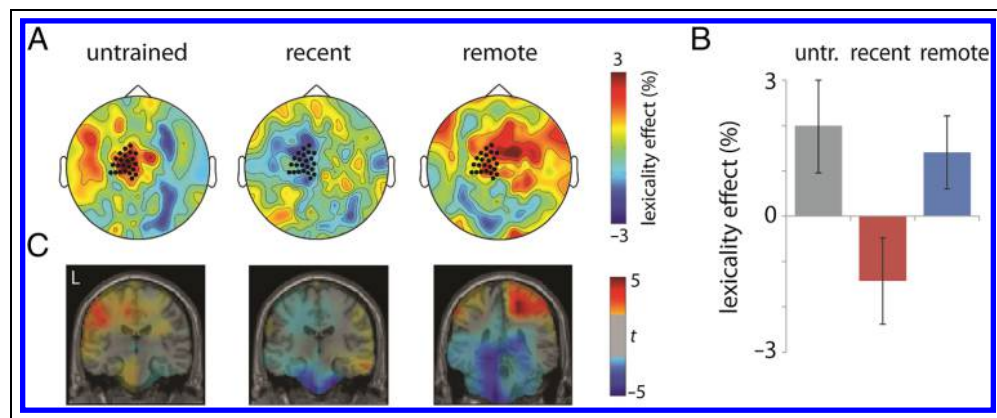 A
untrained
recent
remote
3
lexicality effect (%)
−3
B
untr.
recent
remote
3
0
−3
lexicality effect (%)
C
L
5
t
−5